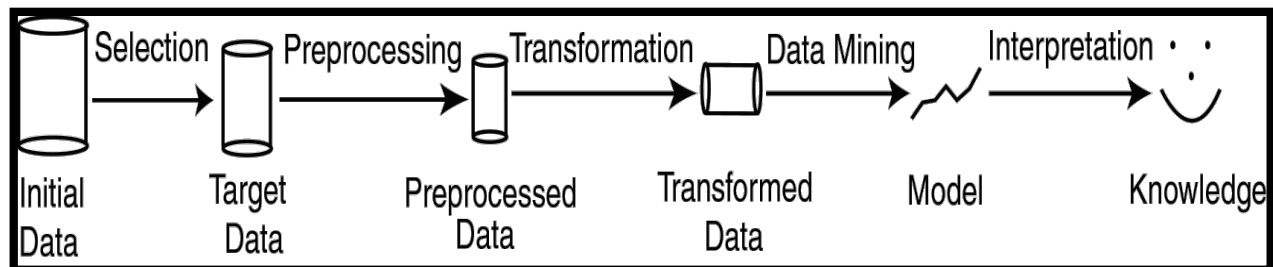 Selection
Preprocessing
Transformation
Data Mining
Interpretation
Initial
Data
Target
Data
Preprocessed
Data
Transformed
Data
Model
Knowledge